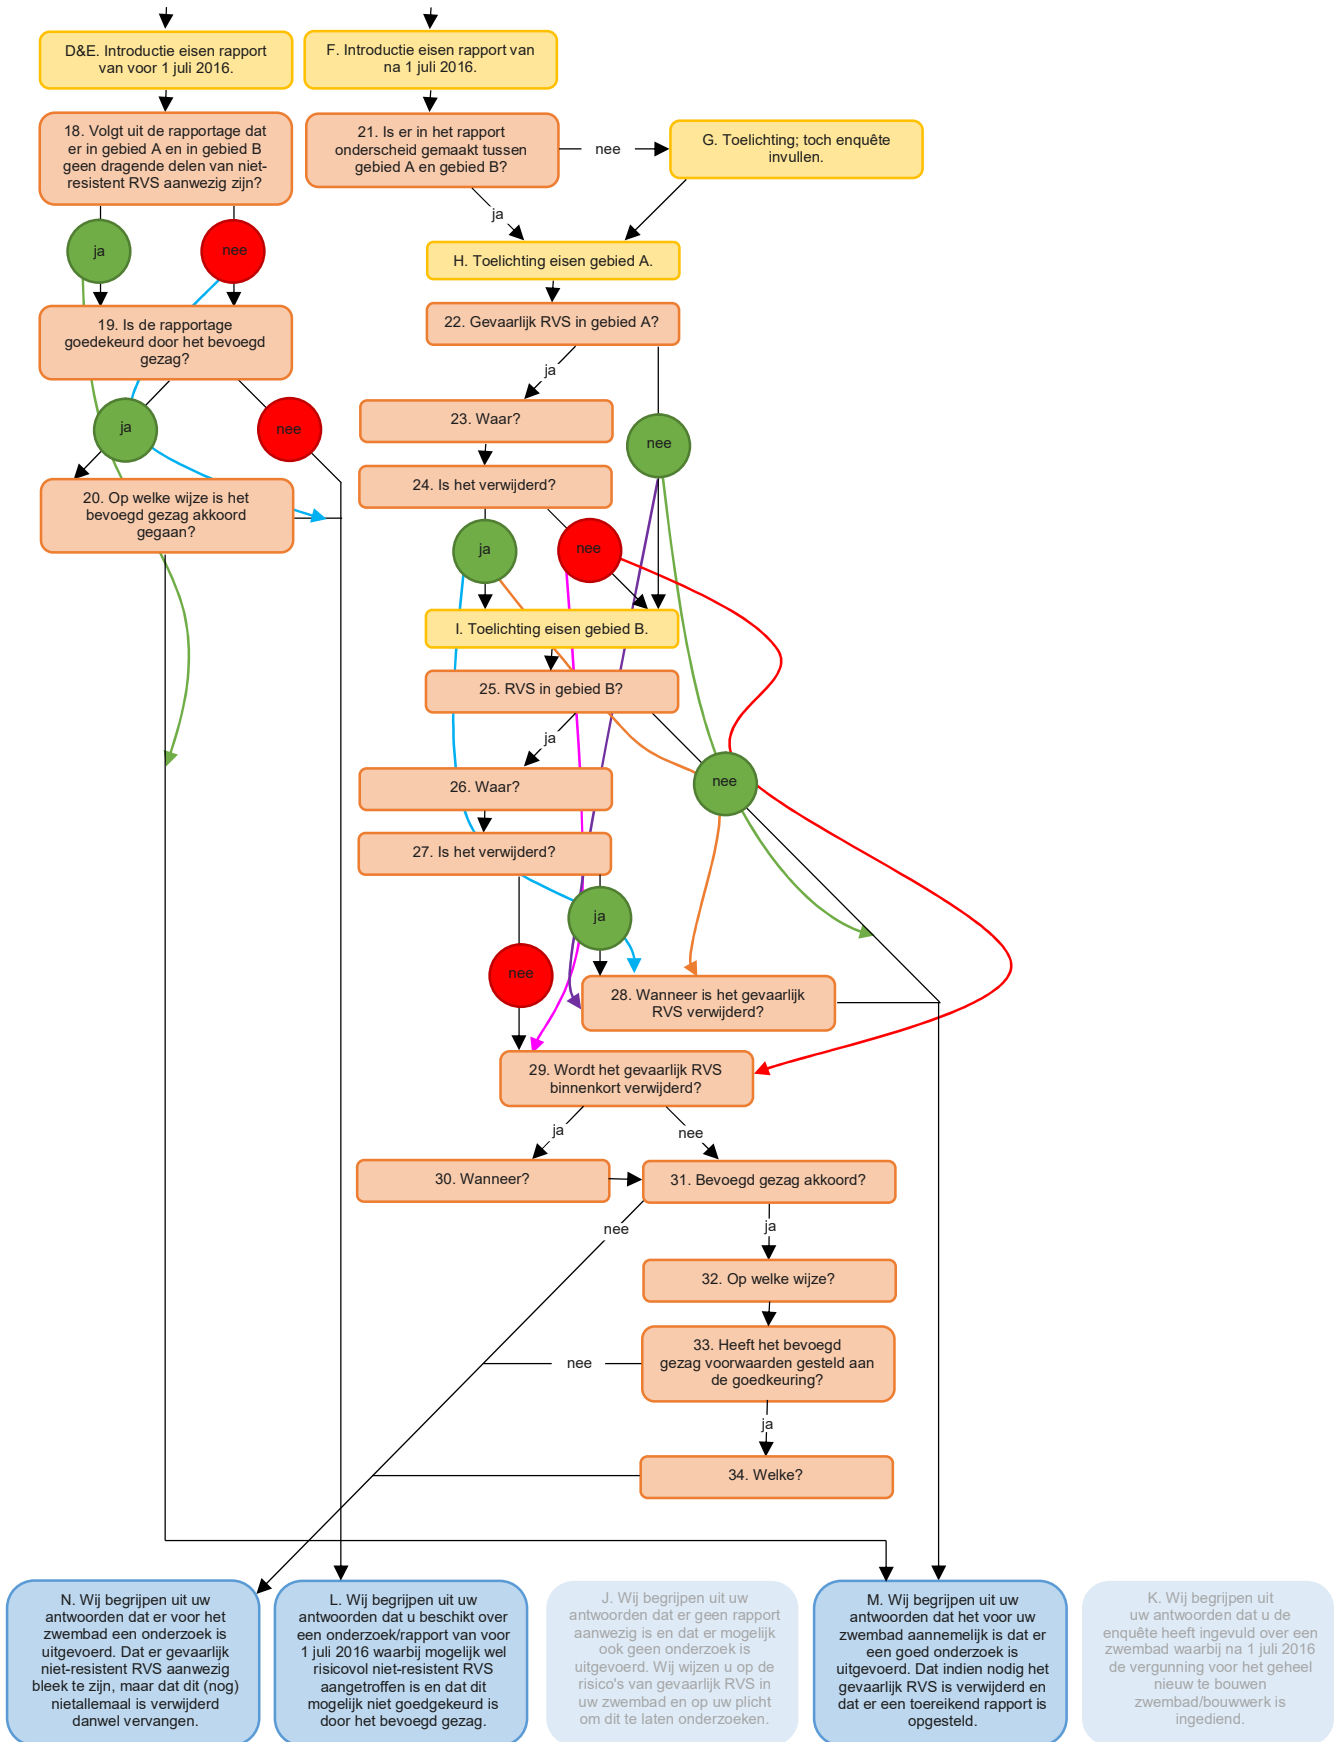 D&E. Introductie eisen rapport
van voor 1 juli 2016.
F. Introductie eisen rapport van
na 1 juli 2016.
18. Volgt uit de rapportage dat
er in gebied A en in gebied B
geen dragende delen van niet-
resistent RVS aanwezig zijn?
21. Is er in het rapport
onderscheid gemaakt tussen
gebied A en gebied B?
nee
G. Toelichting; toch enquête
invullen.
ja
nee
ja
H. Toelichting eisen gebied A.
19. Is de rapportage
goedekeurd door het bevoegd
gezag?
22. Gevaarlijk RVS in gebied A?
ja
ja
nee
23. Waar?
nee
20. Op welke wijze is het
bevoegd gezag akkoord
gegaan?
24. Is het verwijderd?
ja
nee
I. Toelichting eisen gebied B.
25. RVS in gebied B?
ja
nee
26. Waar?
27. Is het verwijderd?
ja
nee
28. Wanneer is het gevaarlijk
RVS verwijderd?
29. Wordt het gevaarlijk RVS
binnenkort verwijderd?
ja
nee
30. Wanneer?
31. Bevoegd gezag akkoord?
nee
ja
32. Op welke wijze?
33. Heeft het bevoegd
gezag voorwaarden gesteld aan
de goedkeuring?
nee
ja
34. Welke?
N. Wij begrijpen uit uw
antwoorden dat er voor het
zwembad een onderzoek is
uitgevoerd. Dat er gevaarlijk
niet-resistent RVS aanwezig
bleek te zijn, maar dat dit (nog)
nietallemaal is verwijderd
danwel vervangen.
L. Wij begrijpen uit uw
antwoorden dat u beschikt over
een onderzoek/rapport van voor
1 juli 2016 waarbij mogelijk wel
risicovol niet-resistent RVS
aangetroffen is en dat dit
mogelijk niet goedgekeurd is
door het bevoegd gezag.
J. Wij begrijpen uit uw
antwoorden dat er geen rapport
aanwezig is en dat er mogelijk
ook geen onderzoek is
uitgevoerd. Wij wijzen u op de
risico's van gevaarlijk RVS in
uw zwembad en op uw plicht
om dit te laten onderzoeken.
M. Wij begrijpen uit uw
antwoorden dat het voor uw
zwembad aannemelijk is dat er
een goed onderzoek is
uitgevoerd. Dat indien nodig het
gevaarlijk RVS is verwijderd en
dat er een toereikend rapport is
opgesteld.
K. Wij begrijpen uit
uw antwoorden dat u de
enquête heeft ingevuld over een
zwembad waarbij na 1 juli 2016
de vergunning voor het geheel
nieuw te bouwen
zwembad/bouwwerk is
ingediend.